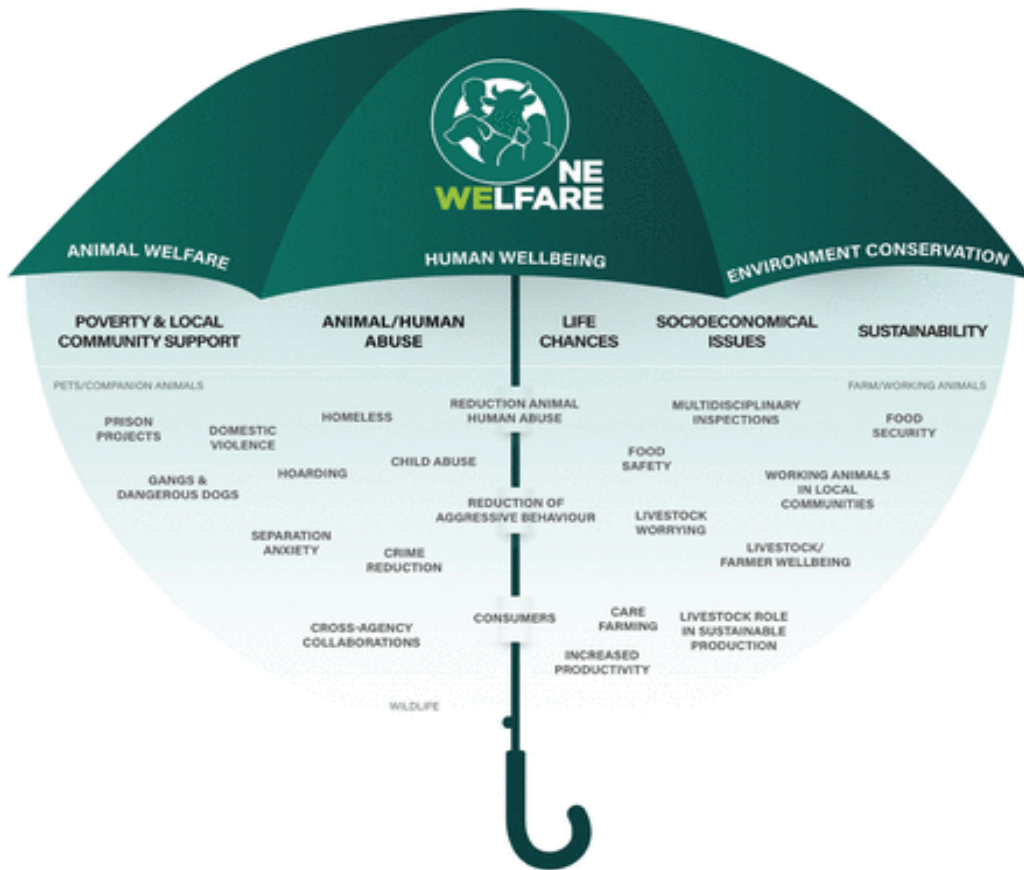 ONE
WELFARE
ANIMAL WELFARE
HUMAN WELLBEING
ENVIRONMENT CONSERVATION
POVERTY & LOCAL
COMMUNITY SUPPORT
ANIMAL/HUMAN
ABUSE
LIFE
CHANCES
SOCIOECONOMICAL
ISSUES
SUSTAINABILITY
PETS/COMPANION ANIMALS
FARM/WORKING ANIMALS
PRISON
PROJECTS
DOMESTIC
VIOLENCE
HOMELESS
REDUCTION ANIMAL
HUMAN ABUSE
MULTIDISCIPLINARY
INSPECTIONS
FOOD
SECURITY
GANGS &
DANGEROUS DOGS
HOARDING
CHILD ABUSE
FOOD
SAFETY
WORKING ANIMALS
IN LOCAL
COMMUNITIES
REDUCTION OF
AGGRESSIVE BEHAVIOUR
LIVESTOCK
WORRYING
SEPARATION
ANXIETY
CRIME
REDUCTION
LIVESTOCK/
FARMER WELLBEING
CROSS-AGENCY
COLLABORATIONS
CONSUMERS
CARE
FARMING
LIVESTOCK ROLE
IN SUSTAINABLE
PRODUCTION
INCREASED
PRODUCTIVITY
WILDLIFE